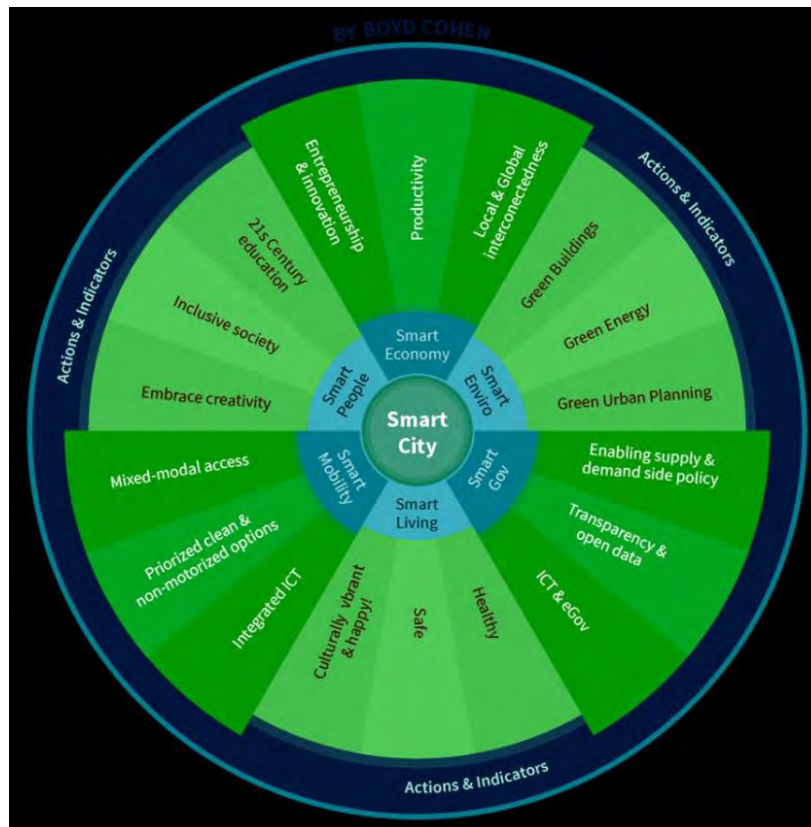 BY BOYD COHEN
Actions & Indicators
Actions & Indicators
Actions & Indicators
Entrepreneurship
& innovation
Productivity
Local & Global
interconectedness
Green Buildings
Green Energy
Green Urban Planning
Enabling supply &
demand side policy
Transparency &
open data
ICT & eGov
Healthy
Safe
Culturally vibrant
& happy!
Integrated ICT
Priorized clean &
non-motorized options
Mixed-modal access
Embrace creativity
Inclusive society
21s Century
education
Smart
Economy
Smart
Enviro
Smart
Gov
Smart
Living
Smart
Mobility
Smart
People
Smart
City